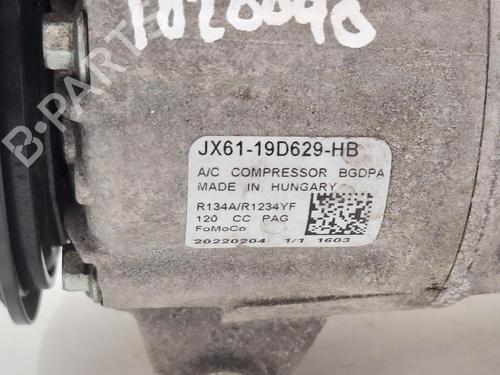 JX61-19D629-HB
A/C COMPRESSOR BGDPA
MADE IN HUNGARY
R134A/R1234YF
120 CC PAG
FoMoCo
20220204 1/1 1603
B-PARTS